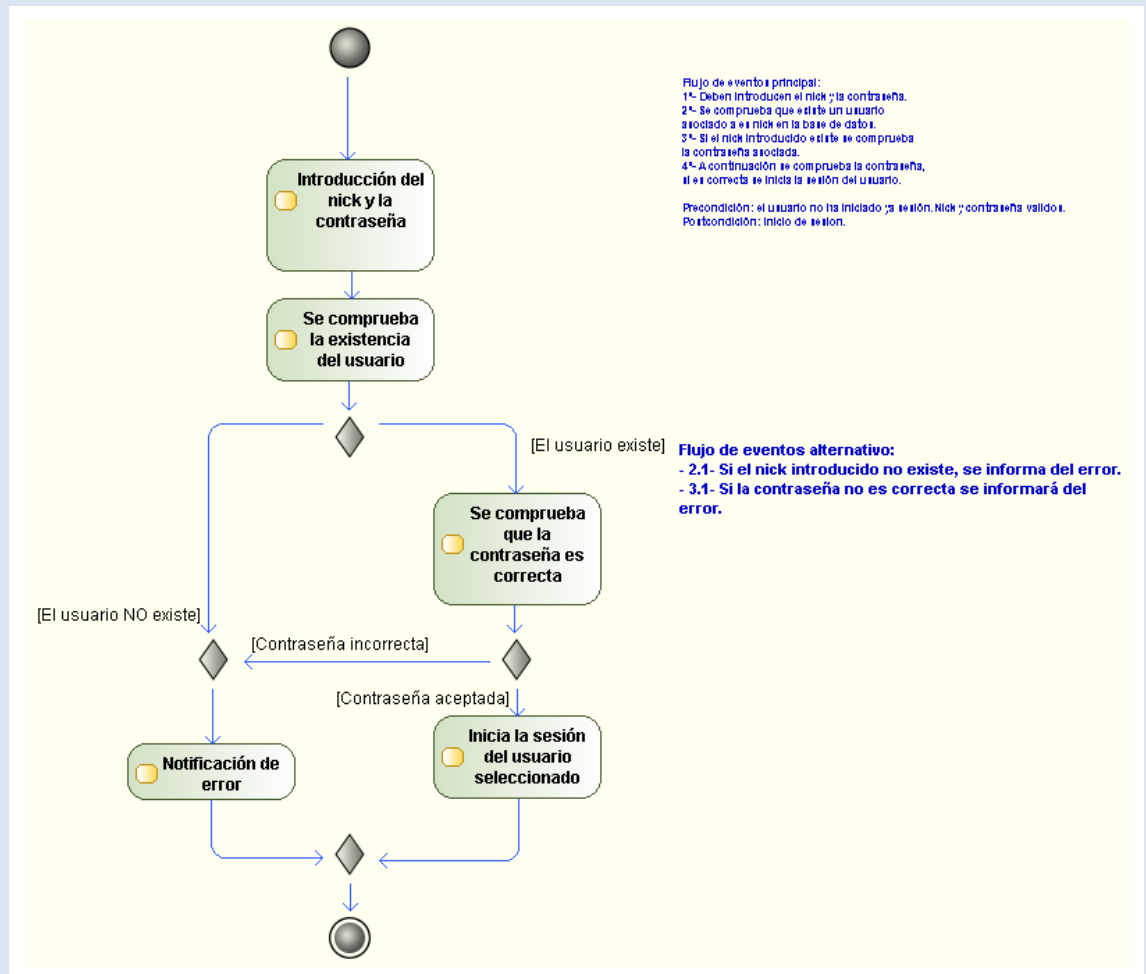 Flujo de eventos principal:
1º- Deben introducen el nick y la contraseña.
2º- Se comprueba que existe un usuario
asociado a es nick en la base de datos.
3º- Si el nick introducido existe se comprueba
la contraseña asociada.
4º- A continuación se comprueba la contraseña,
si es correcta se inicia la sesión del usuario.
Precondición: el usuario no ha iniciado ya sesión. Nick y contraseña validos.
Postcondición: Inicio de sesion.
Introducción del
nick y la
contraseña
Se comprueba
la existencia
del usuario
[El usuario existe]
Flujo de eventos alternativo:
- 2.1- Si el nick introducido no existe, se informa del error.
- 3.1- Si la contraseña no es correcta se informará del
error.
Se comprueba
que la
contraseña es
correcta
[El usuario NO existe]
[Contraseña incorrecta]
[Contraseña aceptada]
Inicia la sesión
del usuario
seleccionado
Notificación de
error